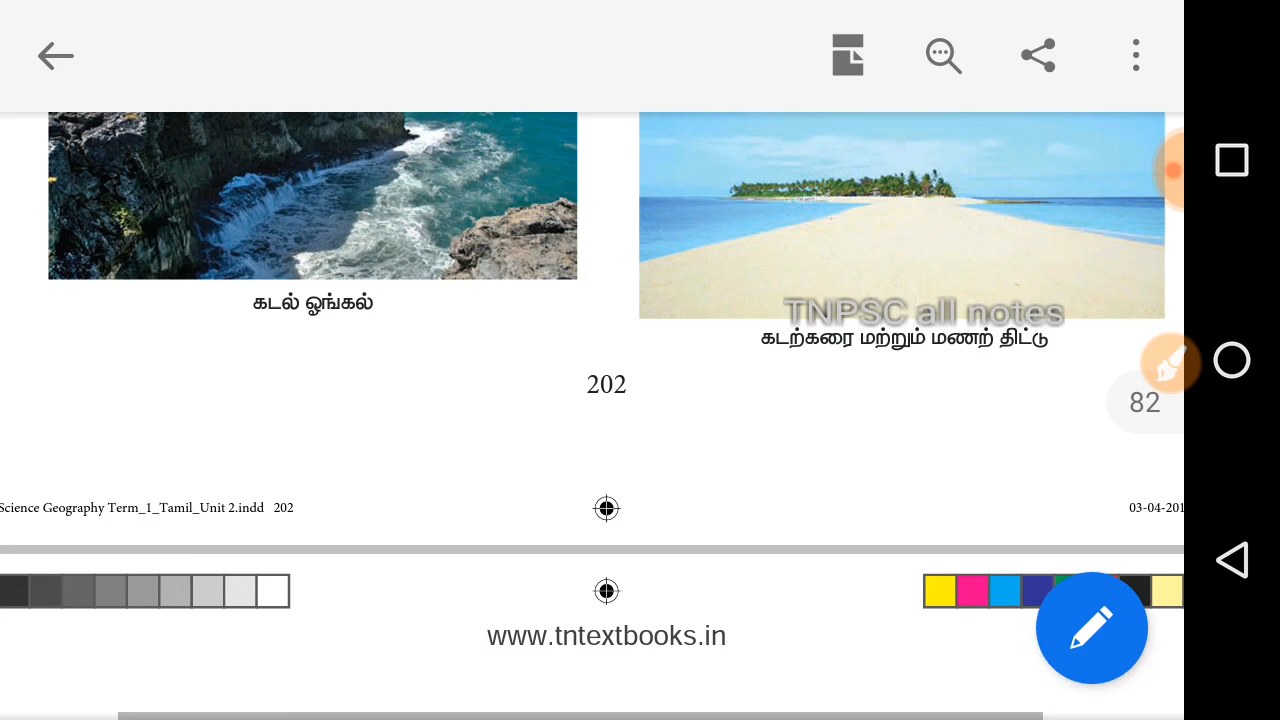 கடல் ஓங்கல்
TNPSC all notes
கடற்கரை மற்றும் மணற் திட்டு
202
82
Science Geography Term_1_Tamil_Unit 2.indd 202
03-04-201
www.tntextbooks.in